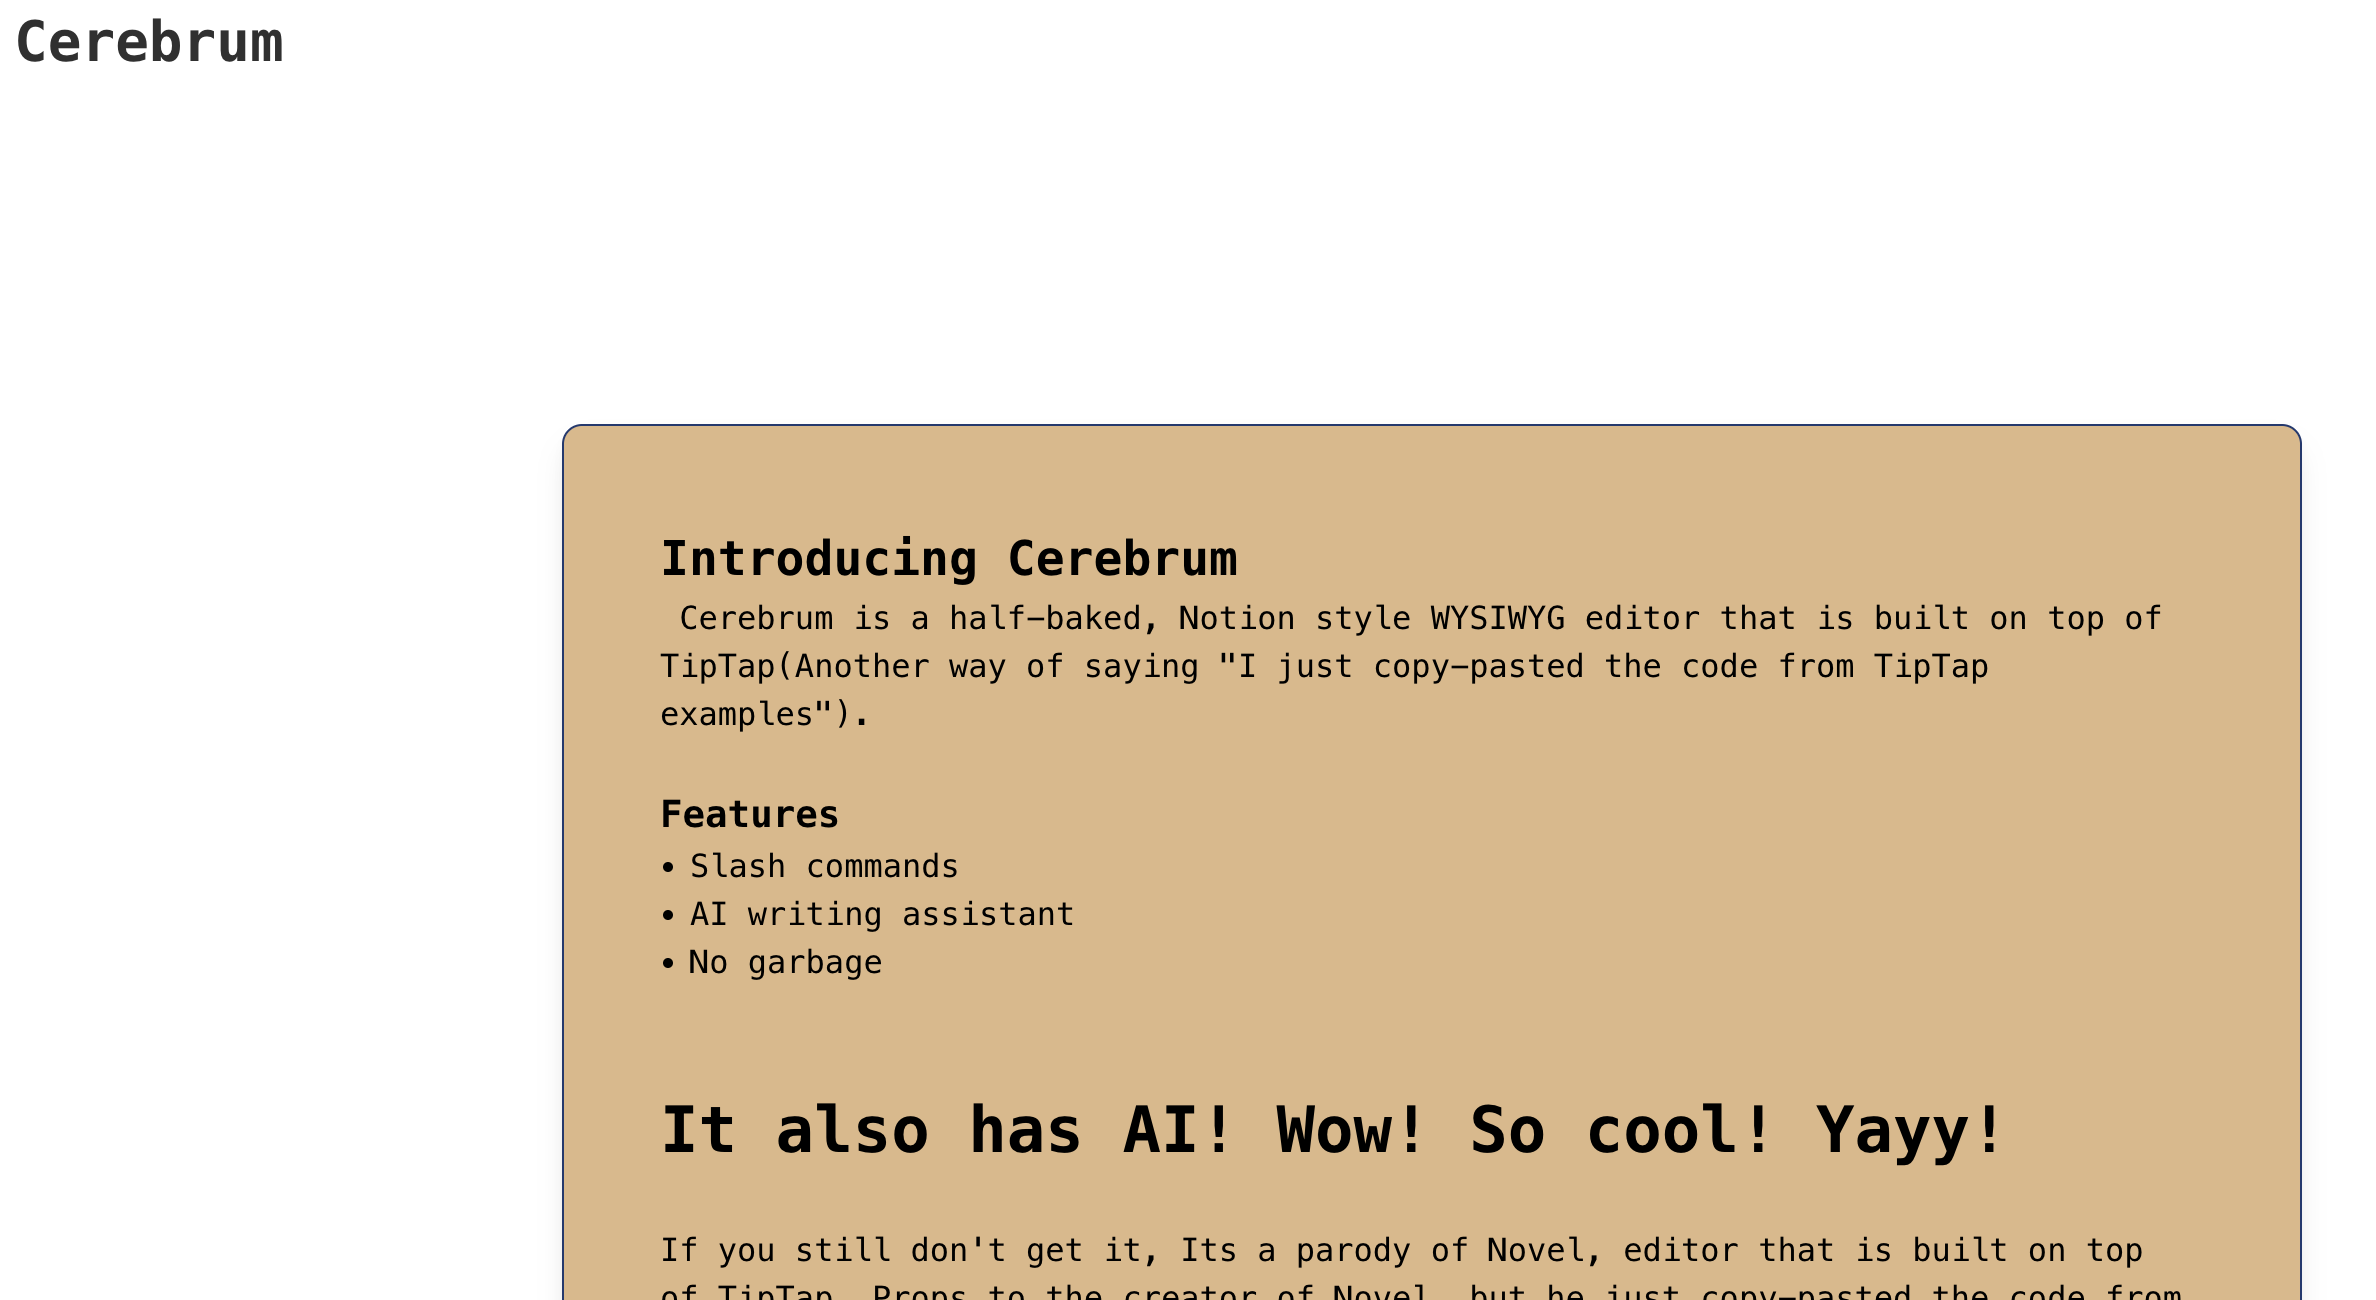 Cerebrum
Introducing Cerebrum
Cerebrum is a half-baked, Notion style WYSIWYG editor that is built on top of
TipTap(Another way of saying "I just copy-pasted the code from TipTap
examples").
Features
• Slash commands
• AI writing assistant
• No garbage
It also has AI! Wow! So cool! Yayy!
If you still don't get it, Its a parody of Novel, editor that is built on top
of TipTap. Props to the creator of Novel, but he just copy-pasted the code from